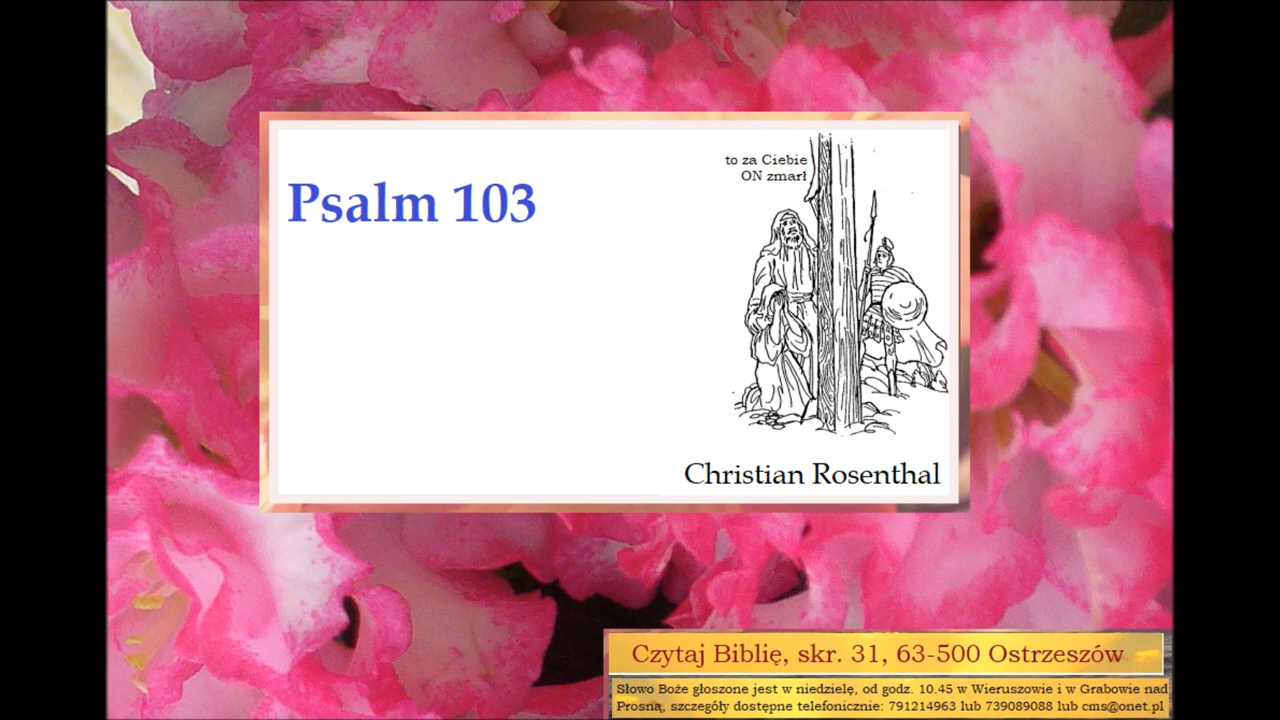 to za Ciebie
ON zmarł
Psalm 103
Christian Rosenthal
Czytaj Biblię, skr. 31, 63-500 Ostrzeszów
Słowo Boże głoszone jest w niedzielę, od godz. 10.45 w Wieruszowie i w Grabowie nad
Prosną, szczegóły dostępne telefonicznie: 791214963 lub 739089088 lub cms@onet.pl